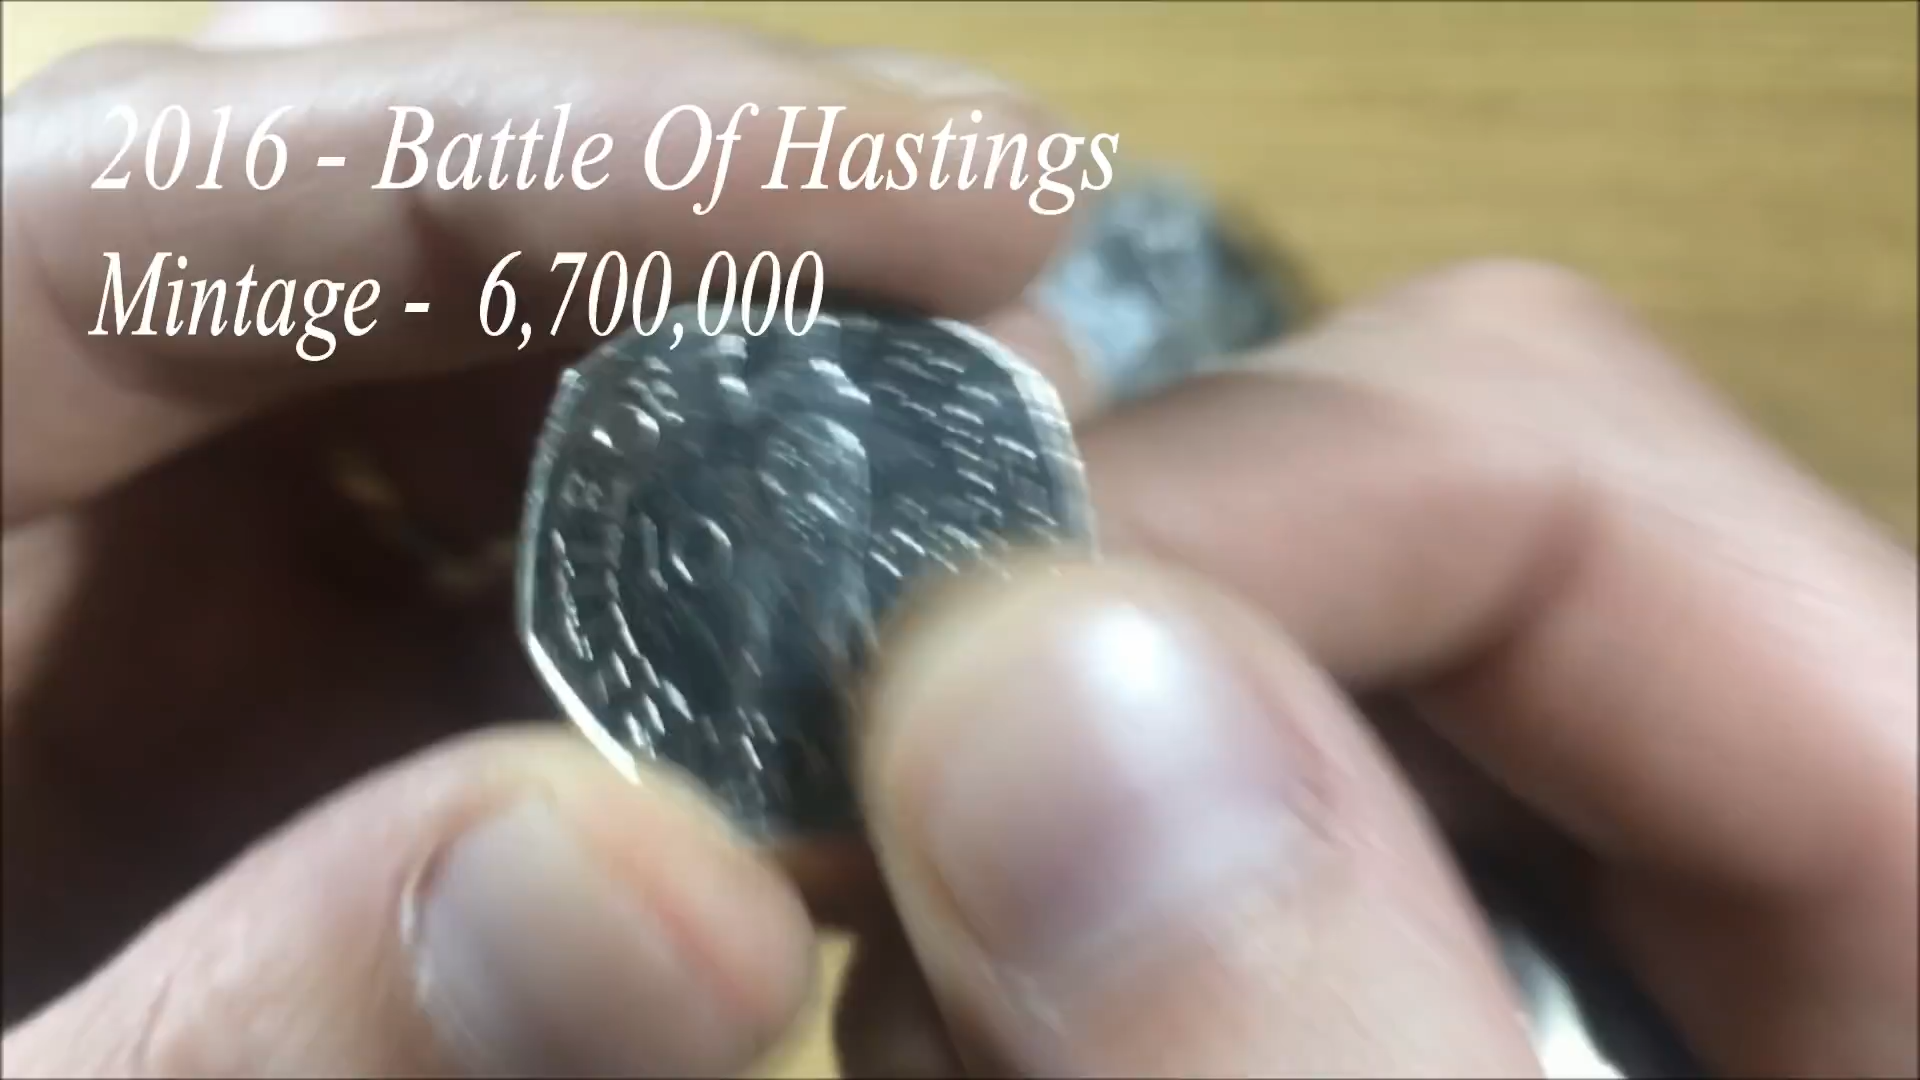 2016 - Battle Of Hastings
Mintage - 6,700,000